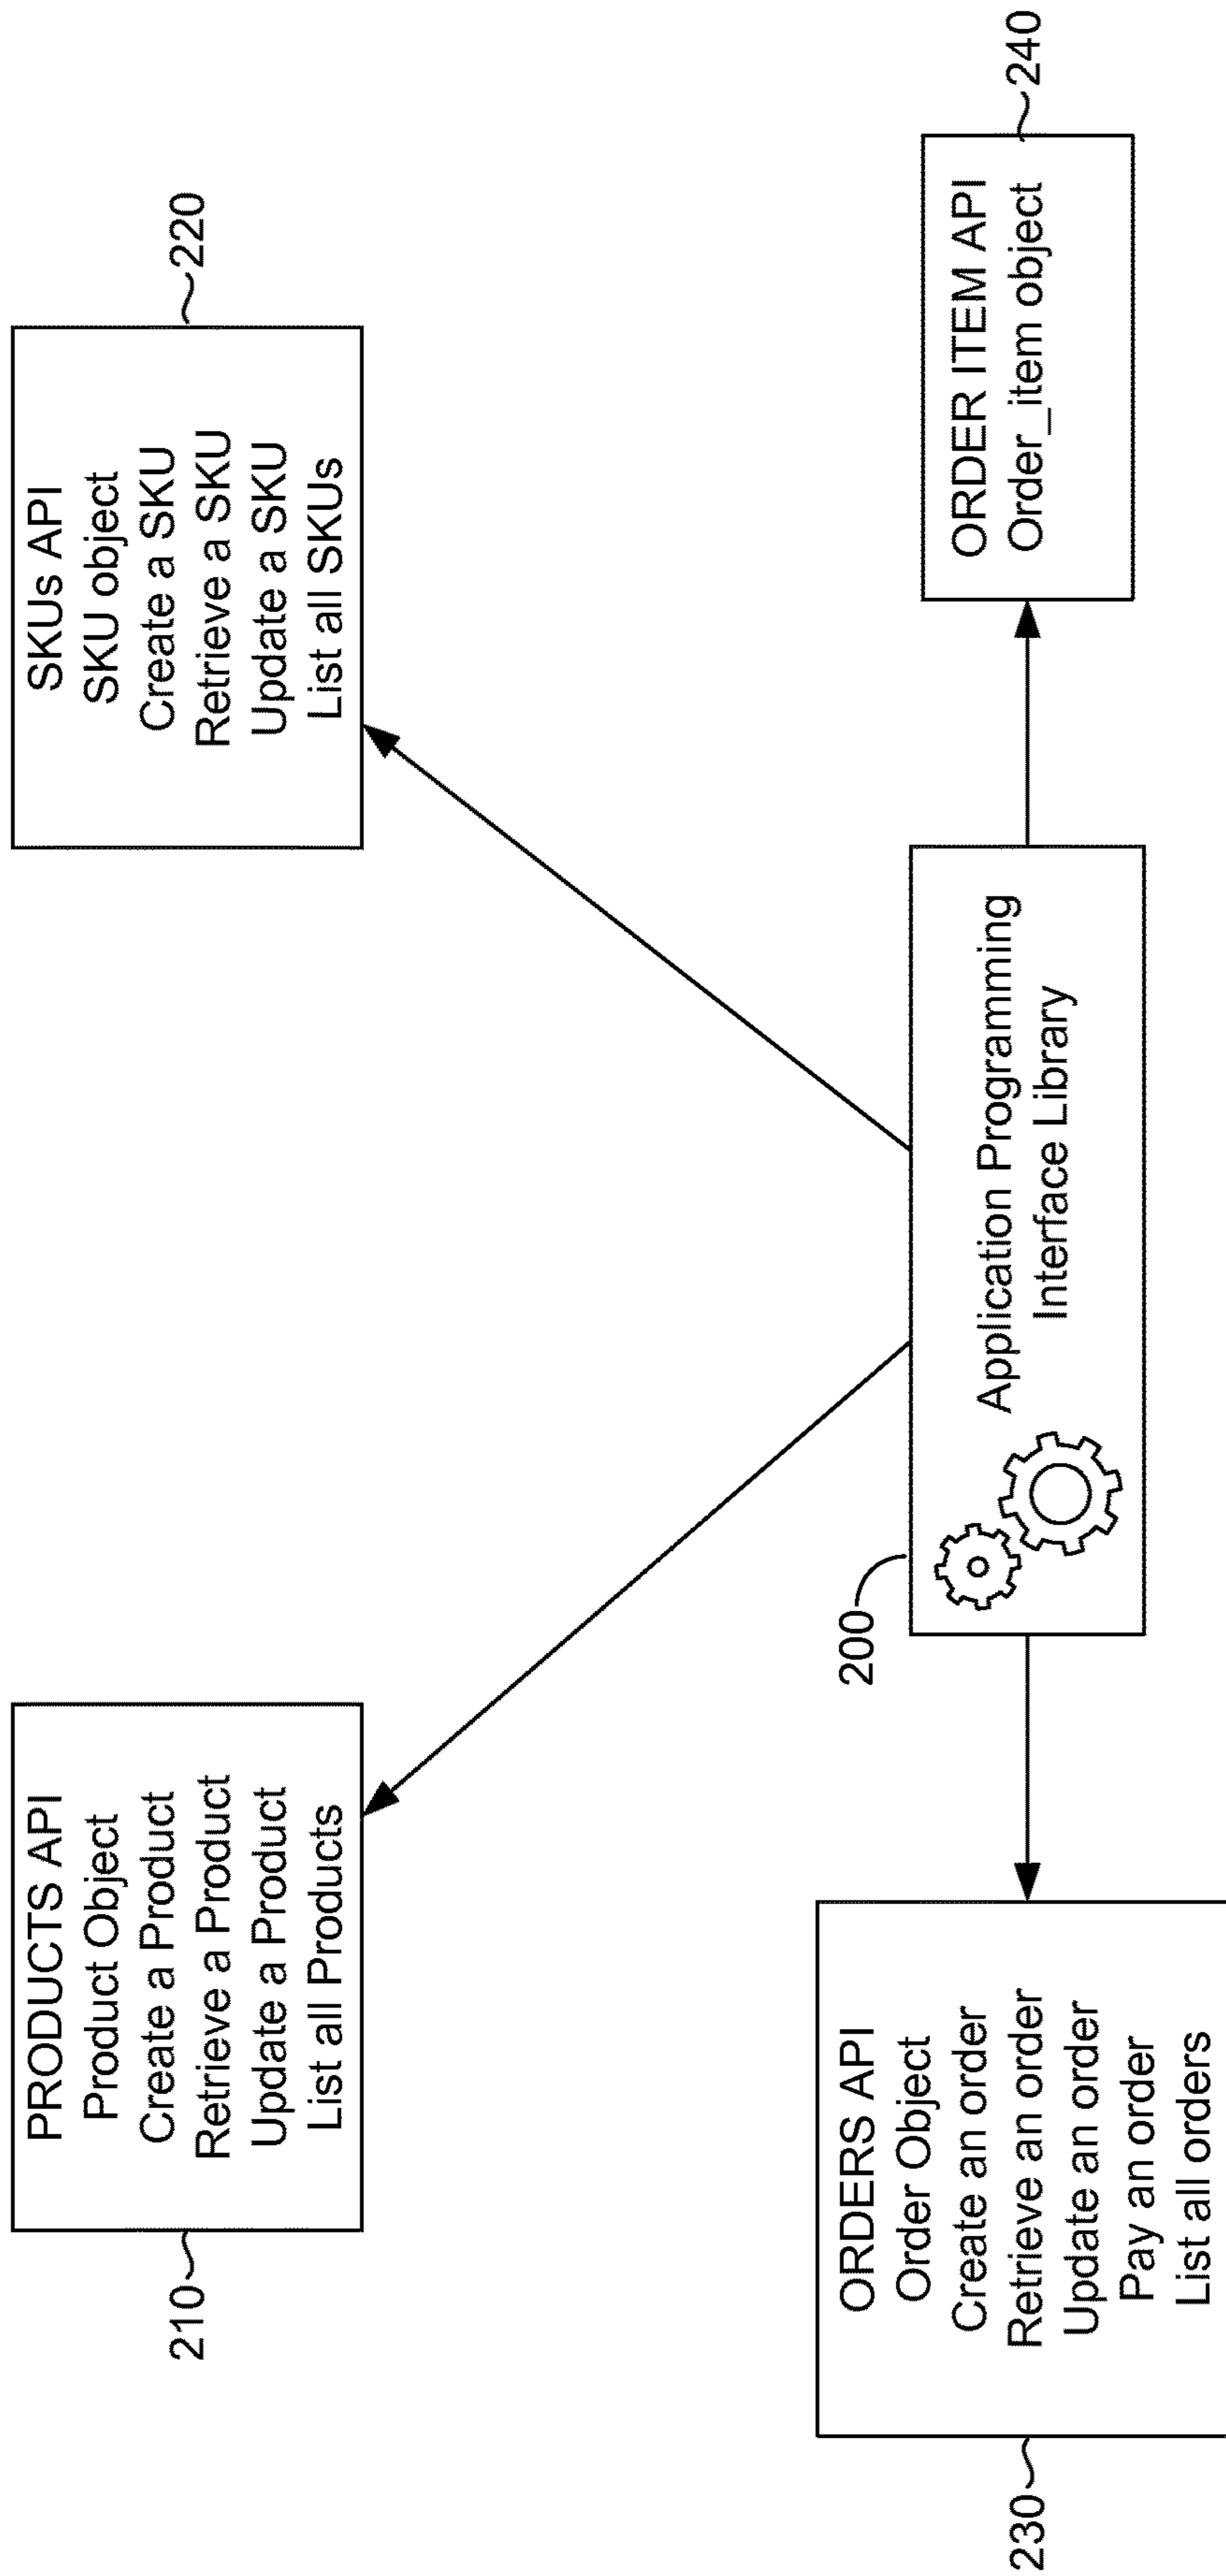 210
PRODUCTS API
Product Object
Create a Product
Retrieve a Product
Update a Product
List all Products
SKUs API
SKU object
Create a SKU
Retrieve a SKU
Update a SKU
List all SKUs
220
230
ORDERS API
Order Object
Create an order
Retrieve an order
Update an order
Pay an order
List all orders
200
Application Programming
Interface Library
ORDER ITEM API
Order_item object
240